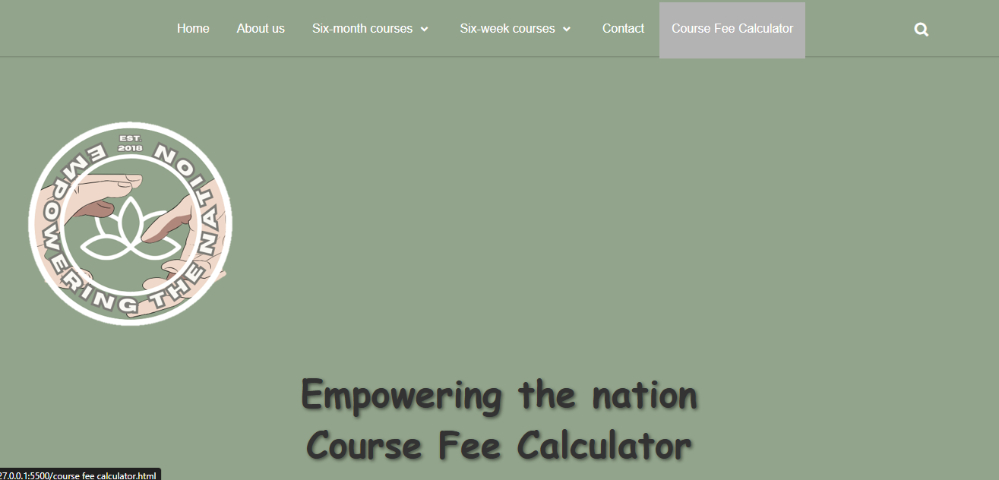 Home About us Six-month courses Six-week courses Contact Course Fee Calculator
EST.
2018
EMPOWERING THE NATION
Empowering the nation
Course Fee Calculator
27.0.0.1:5500/course fee calculator.html